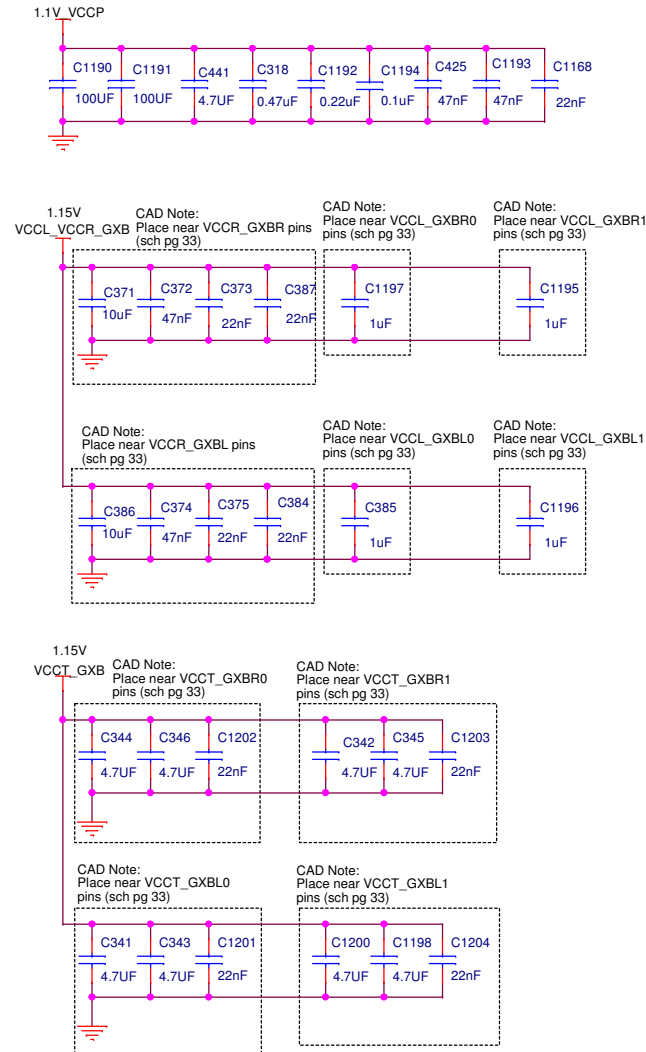 1.1V_VCCP
C1190 C1191 C441 C318 C1192 C1194 C425 C1193 C1168
100UF 100UF 4.7UF 0.47uF 0.22uF 0.1uF 47nF 47nF 22nF
1.15V
VCCL_VCCR_GXB
CAD Note:
Place near VCCR_GXBR pins
(sch pg 33)
CAD Note:
Place near VCCL_GXBR0
pins (sch pg 33)
CAD Note:
Place near VCCL_GXBR1
pins (sch pg 33)
C371 C372 C373 C387 C1197 C1195
10uF 47nF 22nF 22nF 1uF 1uF
CAD Note:
Place near VCCR_GXBL pins
(sch pg 33)
CAD Note:
Place near VCCL_GXBL0
pins (sch pg 33)
CAD Note:
Place near VCCL_GXBL1
pins (sch pg 33)
C386 C374 C375 C384 C385 C1196
10uF 47nF 22nF 22nF 1uF 1uF
1.15V
VCCT_GXB
CAD Note:
Place near VCCT_GXBR0
pins (sch pg 33)
CAD Note:
Place near VCCT_GXBR1
pins (sch pg 33)
C344 C346 C1202 C342 C345 C1203
4.7UF 4.7UF 22nF 4.7UF 4.7UF 22nF
CAD Note:
Place near VCCT_GXBL0
pins (sch pg 33)
CAD Note:
Place near VCCT_GXBL1
pins (sch pg 33)
C341 C343 C1201 C1200 C1198 C1204
4.7UF 4.7UF 22nF 4.7UF 4.7UF 22nF